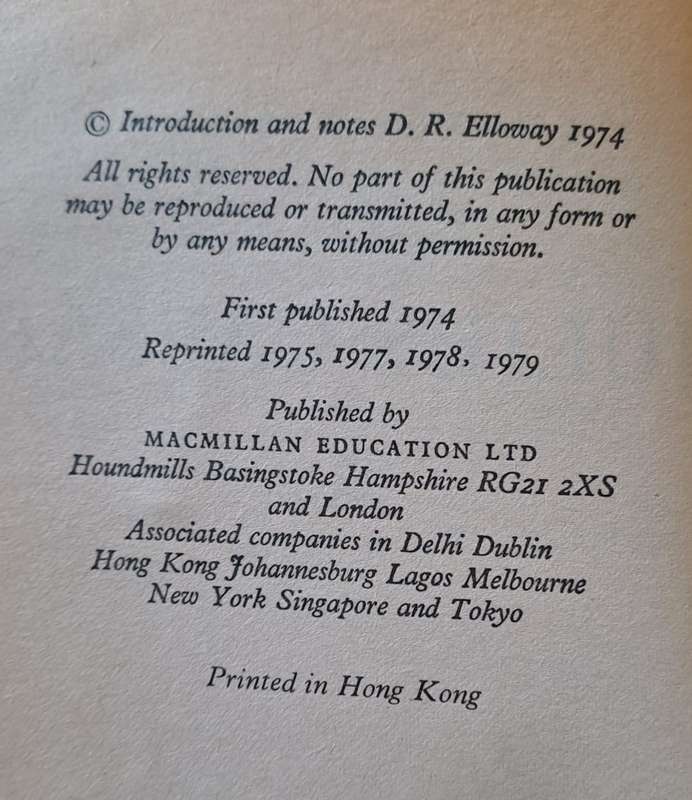 © Introduction and notes D. R. Elloway 1974
All rights reserved. No part of this publication
may be reproduced or transmitted, in any form or
by any means, without permission.
First published 1974
Reprinted 1975, 1977, 1978, 1979
Published by
MACMILLAN EDUCATION LTD
Houndmills Basingstoke Hampshire RG21 2XS
and London
Associated companies in Delhi Dublin
Hong Kong Johannesburg Lagos Melbourne
New York Singapore and Tokyo
Printed in Hong Kong